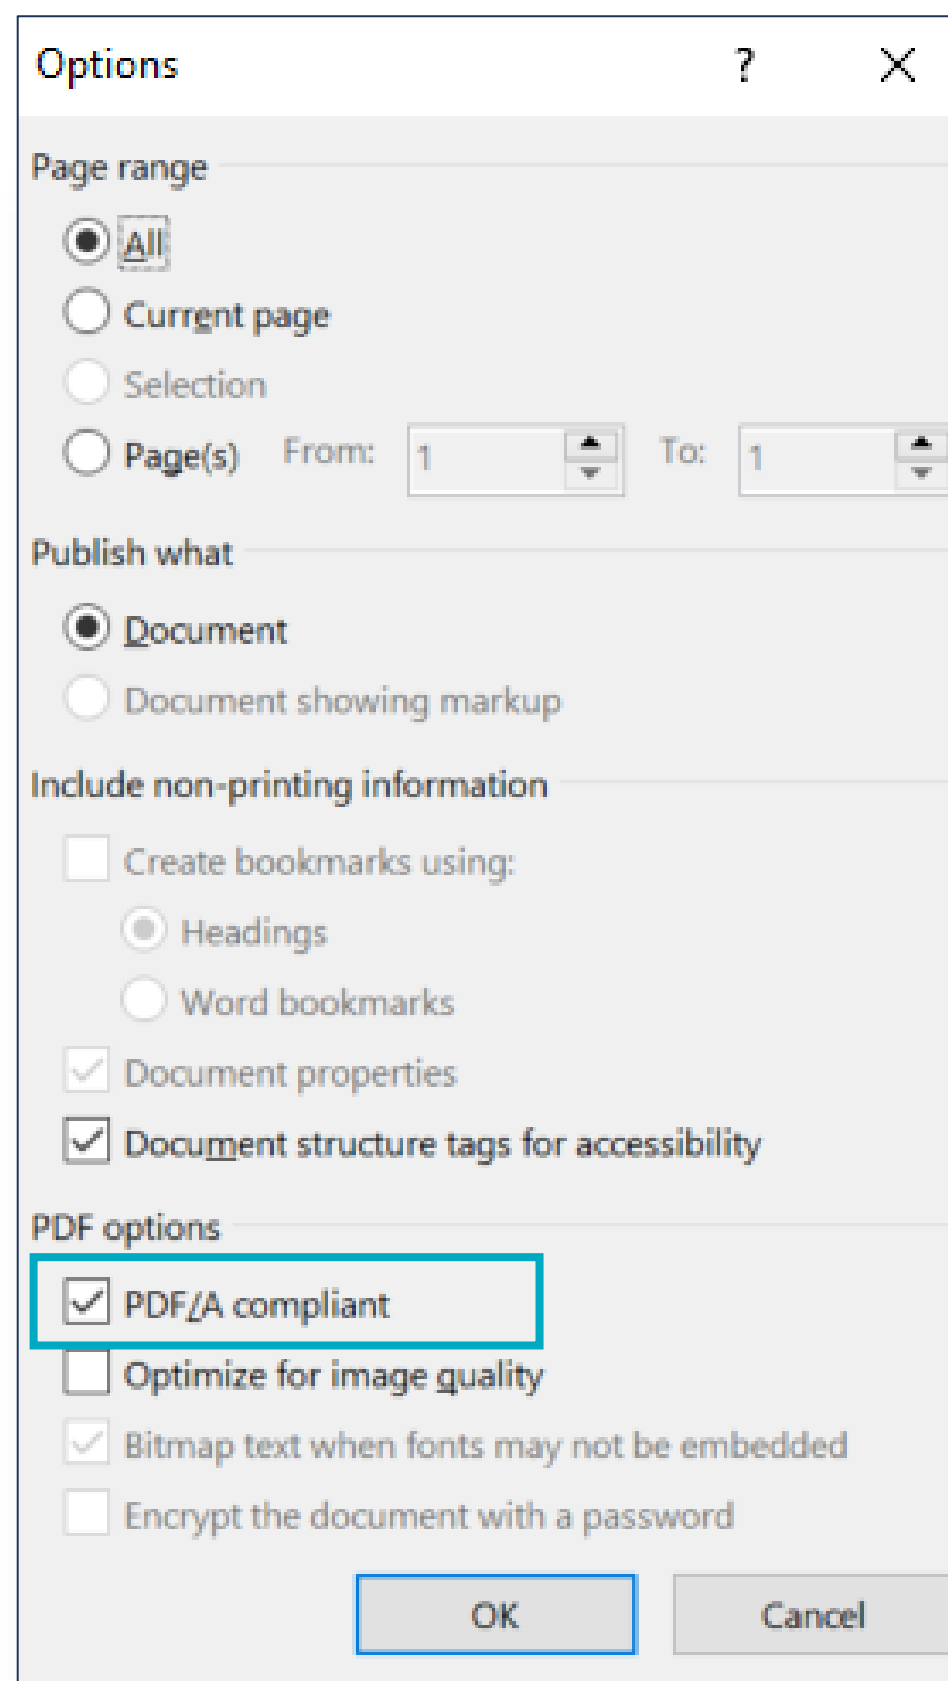 Options ?
Page range
All
Current page
Selection
Page(s) From: 1 To: 1
Publish what
Document
Document showing markup
Include non-printing information
Create bookmarks using:
Headings
Word bookmarks
Document properties
Document structure tags for accessibility
PDF options
PDF/A compliant
Optimize for image quality
Bitmap text when fonts may not be embedded
Encrypt the document with a password
OK Cancel